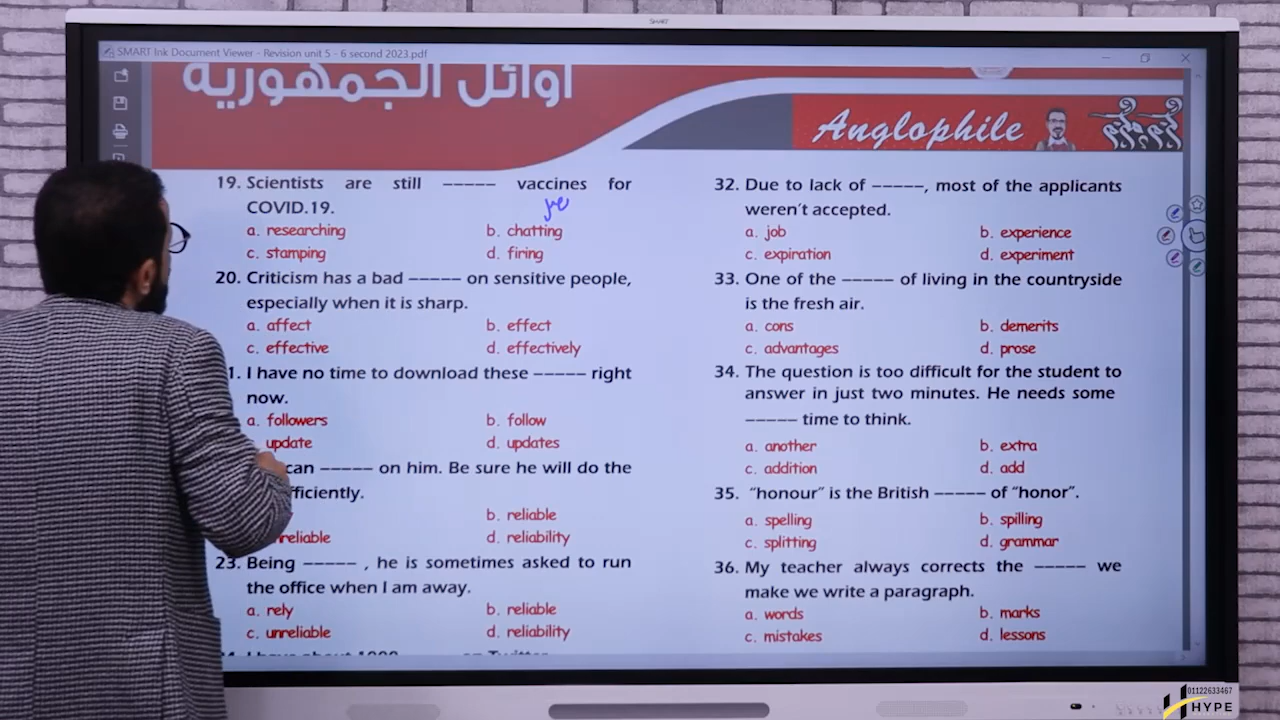 SMART
SMART Ink Document Viewer - Revision unit 5 - 6 second 2023.pdf
أوائل الجمهورية
Anglophile
19. Scientists are still ----- vaccines for
COVID.19.
a. researching b. chatting
c. stamping d. firing
20. Criticism has a bad ----- on sensitive people,
especially when it is sharp.
a. affect b. effect
c. effective d. effectively
1. I have no time to download these ----- right
now.
a. followers b. follow
update d. updates
can ----- on him. Be sure he will do the
fficiently.
b. reliable
reliable d. reliability
23. Being ----- , he is sometimes asked to run
the office when I am away.
a. rely b. reliable
c. unreliable d. reliability
32. Due to lack of -----, most of the applicants
weren't accepted.
a. job b. experience
c. expiration d. experiment
33. One of the ----- of living in the countryside
is the fresh air.
a. cons b. demerits
c. advantages d. prose
34. The question is too difficult for the student to
answer in just two minutes. He needs some
----- time to think.
a. another b. extra
c. addition d. add
35. "honour" is the British ----- of "honor".
a. spelling b. spilling
c. splitting d. grammar
36. My teacher always corrects the ----- we
make we write a paragraph.
a. words b. marks
c. mistakes d. lessons
01122633467
HYPE